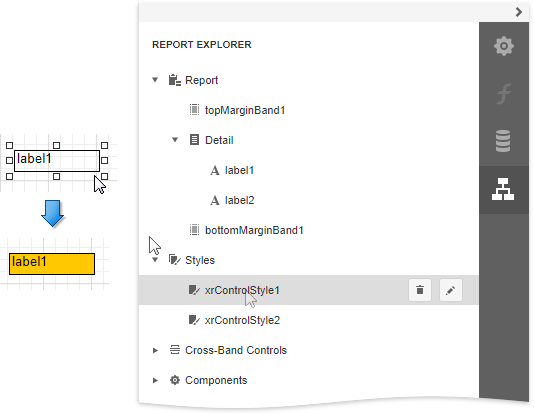 REPORT EXPLORER
Report
topMarginBand1
Detail
label1
label2
bottomMarginBand1
Styles
xrControlStyle1
xrControlStyle2
Cross-Band Controls
Components
label1
label1